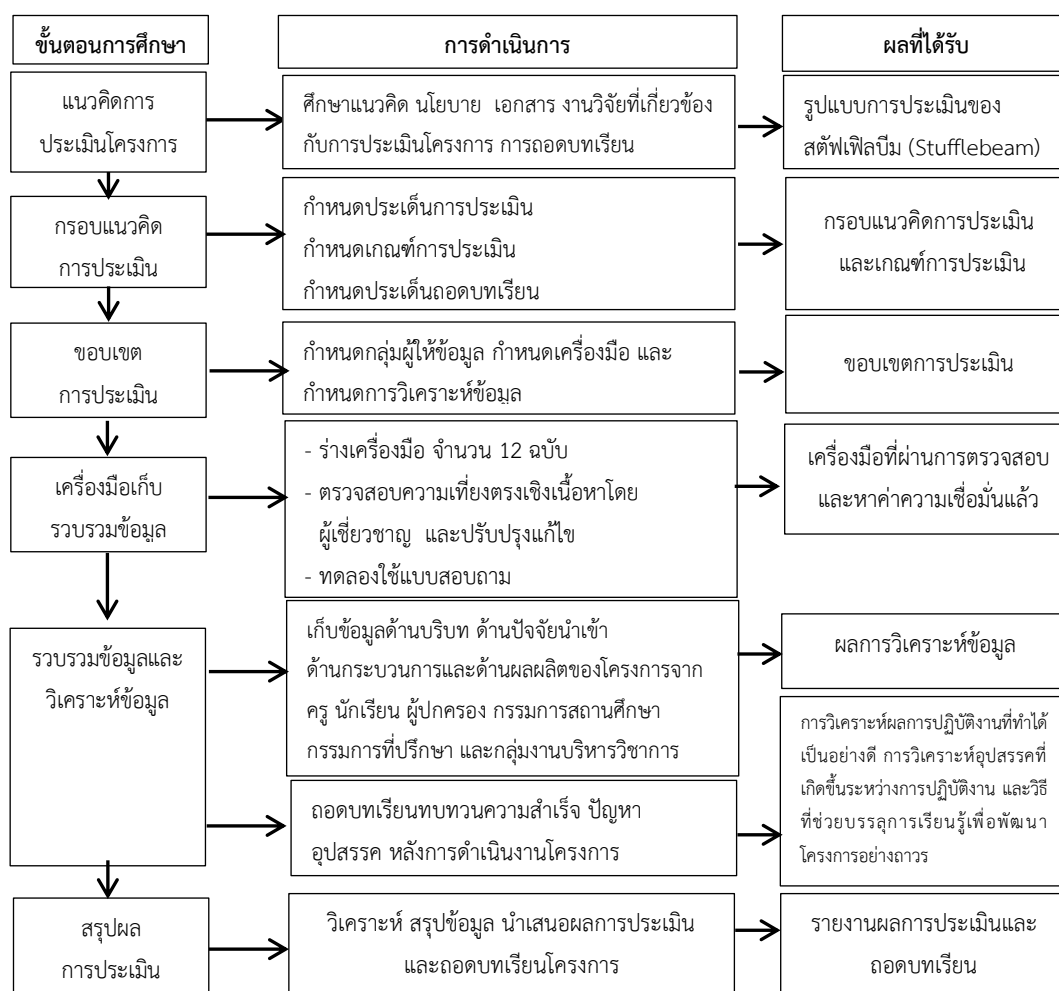 ขั้นตอนการศึกษา
การดำเนินการ
ผลที่ได้รับ
แนวคิดการ
ประเมินโครงการ
ศึกษาแนวคิด นโยบาย เอกสาร งานวิจัยที่เกี่ยวข้อง
กับการประเมินโครงการ การถอดบทเรียน
รูปแบบการประเมินของ
สตัฟเฟิลบีม (Stufflebeam)
กรอบแนวคิด
การประเมิน
กำหนดประเด็นการประเมิน
กำหนดเกณฑ์การประเมิน
กำหนดประเด็นถอดบทเรียน
กรอบแนวคิดการประเมิน
และเกณฑ์การประเมิน
ขอบเขต
การประเมิน
กำหนดกลุ่มผู้ให้ข้อมูล กำหนดเครื่องมือ และ
กำหนดการวิเคราะห์ข้อมูล
ขอบเขตการประเมิน
เครื่องมือเก็บ
รวบรวมข้อมูล
- ร่างเครื่องมือ จำนวน 12 ฉบับ
- ตรวจสอบความเที่ยงตรงเชิงเนื้อหาโดย
ผู้เชี่ยวชาญ และปรับปรุงแก้ไข
- ทดลองใช้แบบสอบถาม
เครื่องมือที่ผ่านการตรวจสอบ
และหาค่าความเชื่อมั่นแล้ว
รวบรวมข้อมูลและ
วิเคราะห์ข้อมูล
เก็บข้อมูลด้านบริบท ด้านปัจจัยนำเข้า
ด้านกระบวนการและด้านผลผลิตของโครงการจาก
ครู นักเรียน ผู้ปกครอง กรรมการสถานศึกษา
กรรมการที่ปรึกษา และกลุ่มงานบริหารวิชาการ
ผลการวิเคราะห์ข้อมูล
ถอดบทเรียนทบทวนความสำเร็จ ปัญหา
อุปสรรค หลังการดำเนินงานโครงการ
การวิเคราะห์ผลการปฏิบัติงานที่ทำได้
เป็นอย่างดี การวิเคราะห์อุปสรรคที่
เกิดขึ้นระหว่างการปฏิบัติงาน และวิธี
ที่ช่วยบรรลุการเรียนรู้เพื่อพัฒนา
โครงการอย่างถาวร
สรุปผล
การประเมิน
วิเคราะห์ สรุปข้อมูล นำเสนอผลการประเมิน
และถอดบทเรียนโครงการ
รายงานผลการประเมินและ
ถอดบทเรียน